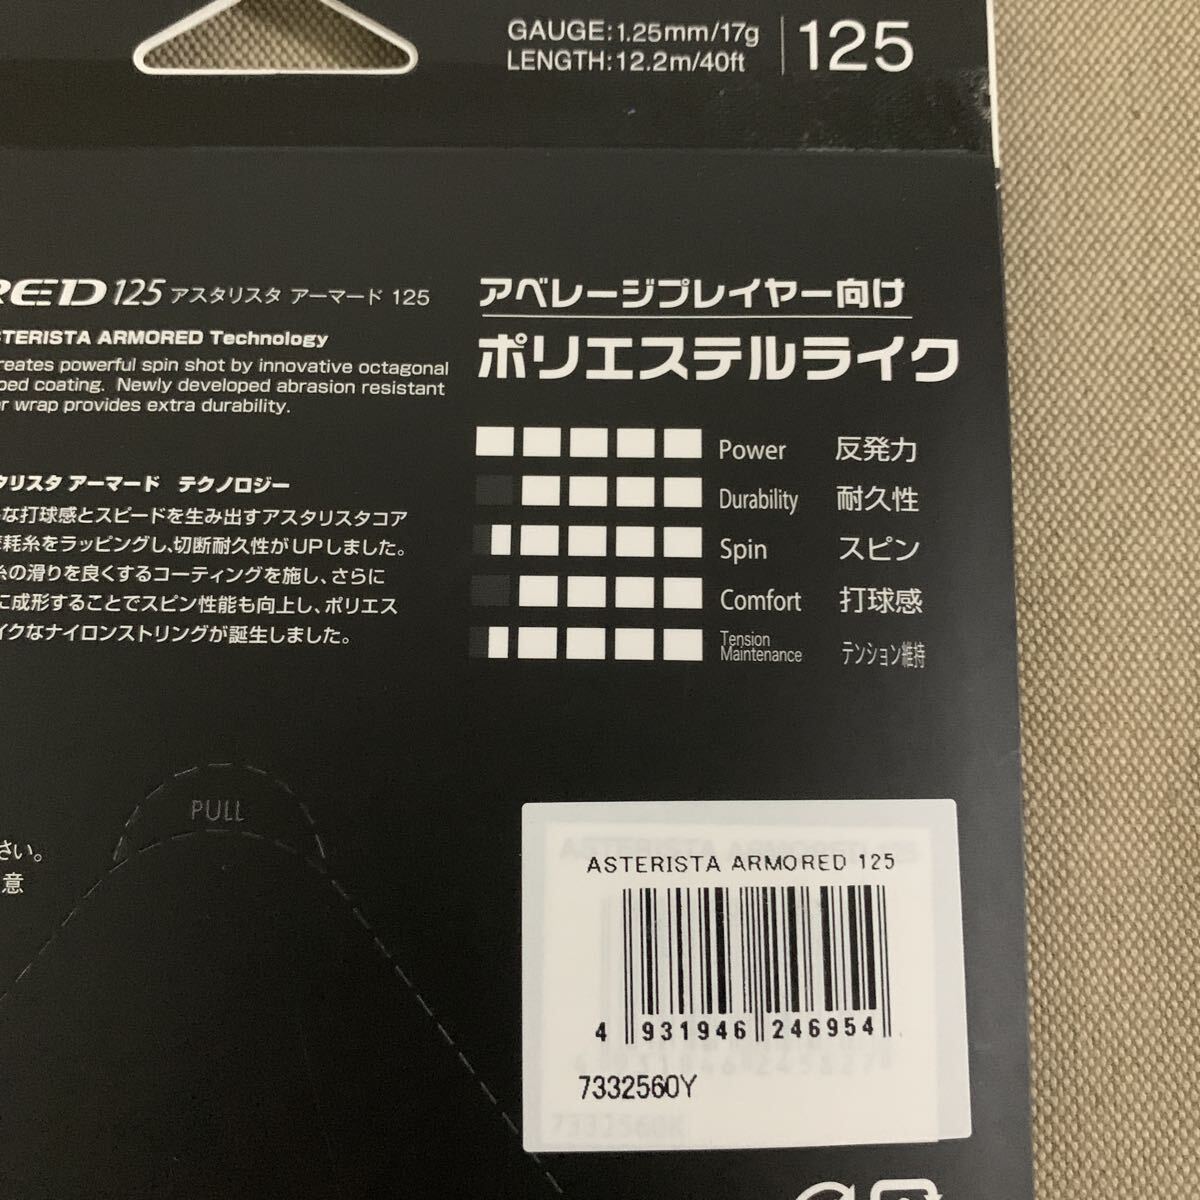 GAUGE:1.25mm/17g
LENGTH:12.2m/40ft
125
RED 125 アスタリスタ アーマード 125
STERISTA ARMORED Technology
reates powerful spin shot by innovative octagonal
ped coating. Newly developed abrasion resistant
r wrap provides extra durability.
タリスタ アーマード テクノロジー
な打球感とスピードを生み出すアスタリスタコア
耗糸をラッピングし、切断耐久性がUPしました。
糸の滑りを良くするコーティングを施し、さらに
に成形することでスピン性能も向上し、ポリエス
イクなナイロンストリングが誕生しました。
アベレージプレイヤー向け
ポリエステルライク
Power 反発力
Durability 耐久性
Spin スピン
Comfort 打球感
Tension
Maintenance テンション維持
PULL
さい。
意
ASTERISTA ARMORED 125
4 931946 246954
7332560Y
4 931946 245827
7332560K